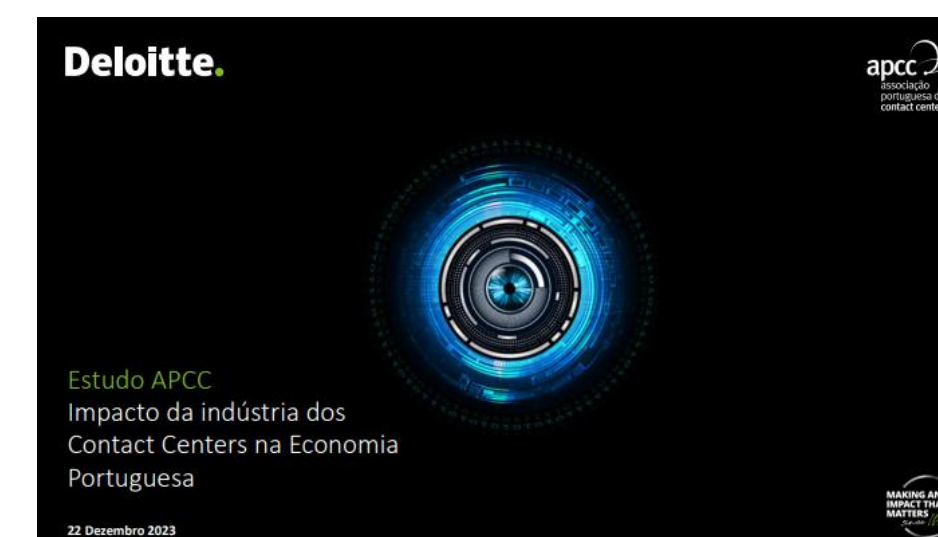 Deloitte.
apcc
associação
portuguesa d
contact cente
Estudo APCC
Impacto da indústria dos
Contact Centers na Economia
Portuguesa
MAKING AN
IMPACT THA
MATTERS
since
22 Dezembro 2023